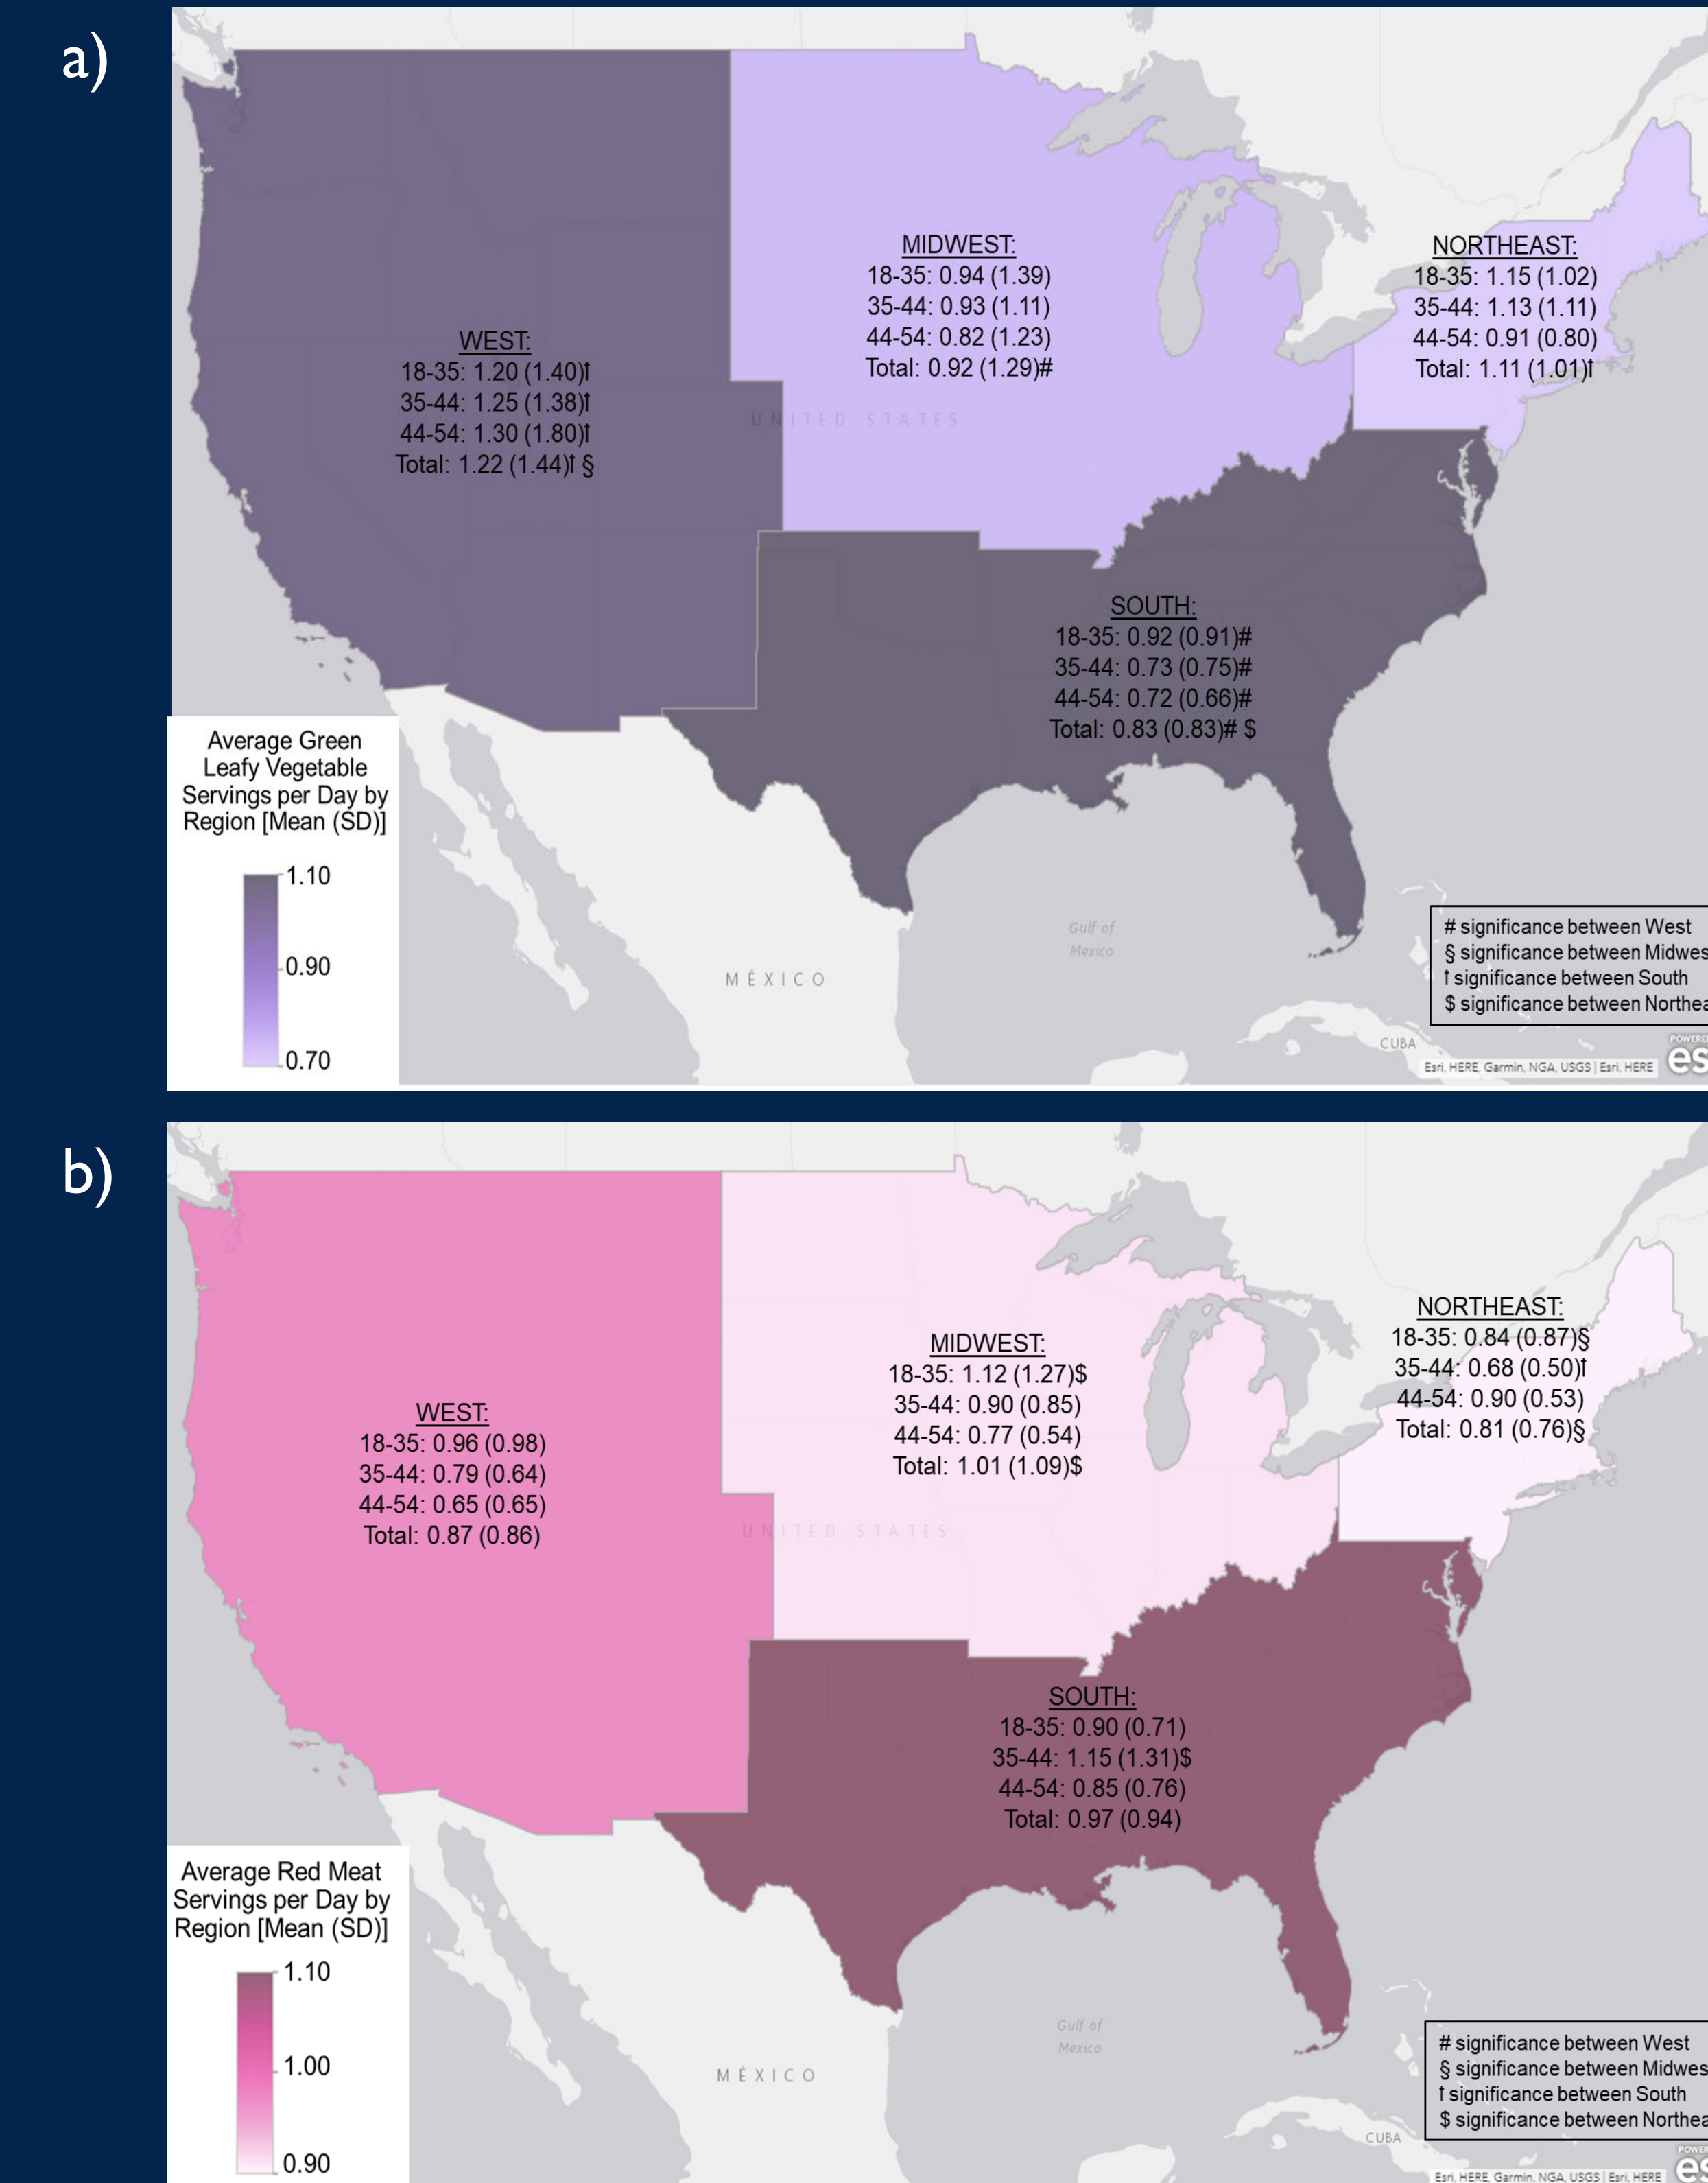 a)
MIDWEST:
18-35: 0.94 (1.39)
35-44: 0.93 (1.11)
44-54: 0.82 (1.23)
Total: 0.92 (1.29)#
NORTHEAST:
18-35: 1.15 (1.02)
35-44: 1.13 (1.11)
44-54: 0.91 (0.80)
Total: 1.11 (1.01)†
WEST:
18-35: 1.20 (1.40)†
35-44: 1.25 (1.38)†
44-54: 1.30 (1.80)†
Total: 1.22 (1.44)† §
UNITED STATES
SOUTH:
18-35: 0.92 (0.91)#
35-44: 0.73 (0.75)#
44-54: 0.72 (0.66)#
Total: 0.83 (0.83)# $
Average Green
Leafy Vegetable
Servings per Day by
Region [Mean (SD)]
1.10
0.90
0.70
Gulf of
Mexico
MÉXICO
CUBA
# significance between West
§ significance between Midwes
† significance between South
$ significance between Northea
POWERE
es
Esri, HERE, Garmin, NGA, USGS | Esri, HERE
b)
NORTHEAST:
18-35: 0.84 (0.87)§
35-44: 0.68 (0.50)†
44-54: 0.90 (0.53)
Total: 0.81 (0.76)§
MIDWEST:
18-35: 1.12 (1.27)$
35-44: 0.90 (0.85)
44-54: 0.77 (0.54)
Total: 1.01 (1.09)$
WEST:
18-35: 0.96 (0.98)
35-44: 0.79 (0.64)
44-54: 0.65 (0.65)
Total: 0.87 (0.86)
UNITED STATES
SOUTH:
18-35: 0.90 (0.71)
35-44: 1.15 (1.31)$
44-54: 0.85 (0.76)
Total: 0.97 (0.94)
Average Red Meat
Servings per Day by
Region [Mean (SD)]
1.10
1.00
0.90
Gulf of
Mexico
MÉXICO
CUBA
# significance between West
§ significance between Midwes
† significance between South
$ significance between Northea
POWER
es
Esri, HERE, Garmin, NGA, USGS | Esri, HERE